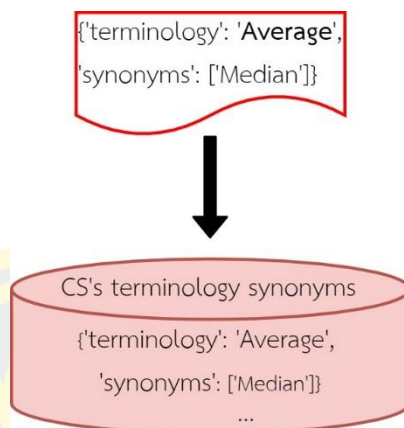 {'terminology': 'Average',
'synonyms': ['Median']}
CS's terminology synonyms
{'terminology': 'Average',
'synonyms': ['Median']}
...